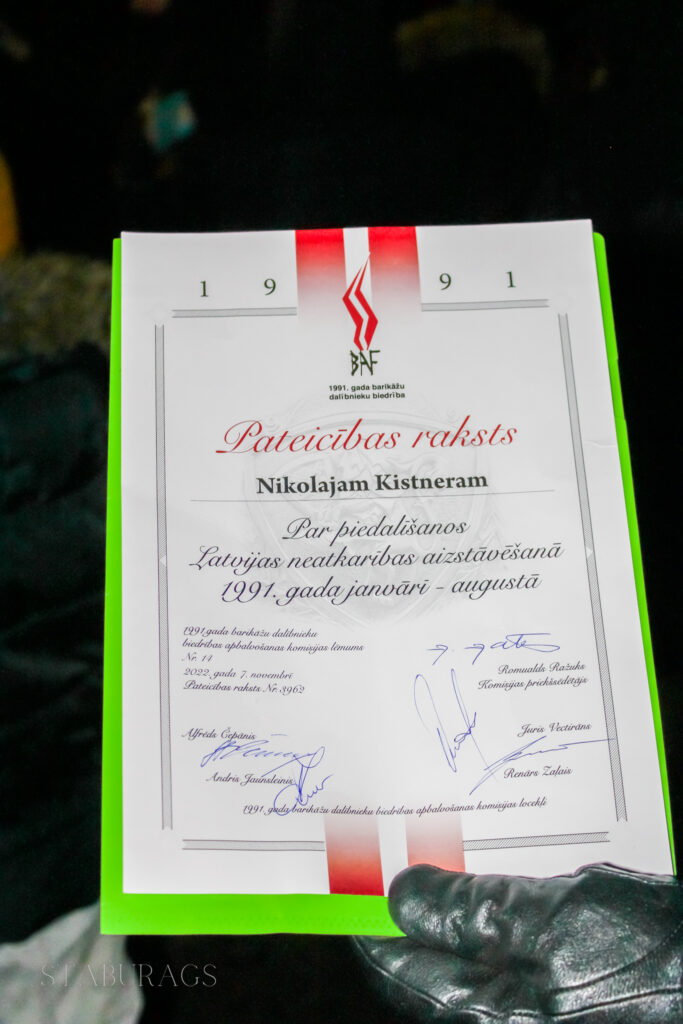 1 9 9 1
BAF
1991. gada barikāžu
dalībnieku biedrība
Pateicības raksts
Nikolajam Kistneram
Par piedalīšanos
Latvijas neatkarības aizstāvēšanā
1991. gada janvārī - augustā
1991.gada barikāžu dalībnieku
biedrības apbalvošanas komisijas lēmums
Nr. 14
2022. gada 7. novembrī
Pateicības raksts Nr.3962
Romualds Ražuks
Komisijas priekšsēdētājs
Alfrēds Čepānis
Juris Vectirāns
Andris Jaunsleinis
Renārs Zaļais
1991.gada barikāžu dalībnieku biedrības apbalvošanas komisijas locekļi
STABURAGS